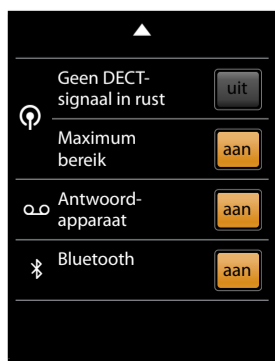 Geen DECT-
signaal in rust
uit
Maximum
bereik
aan
Antwoord-
apparaat
aan
Bluetooth
aan